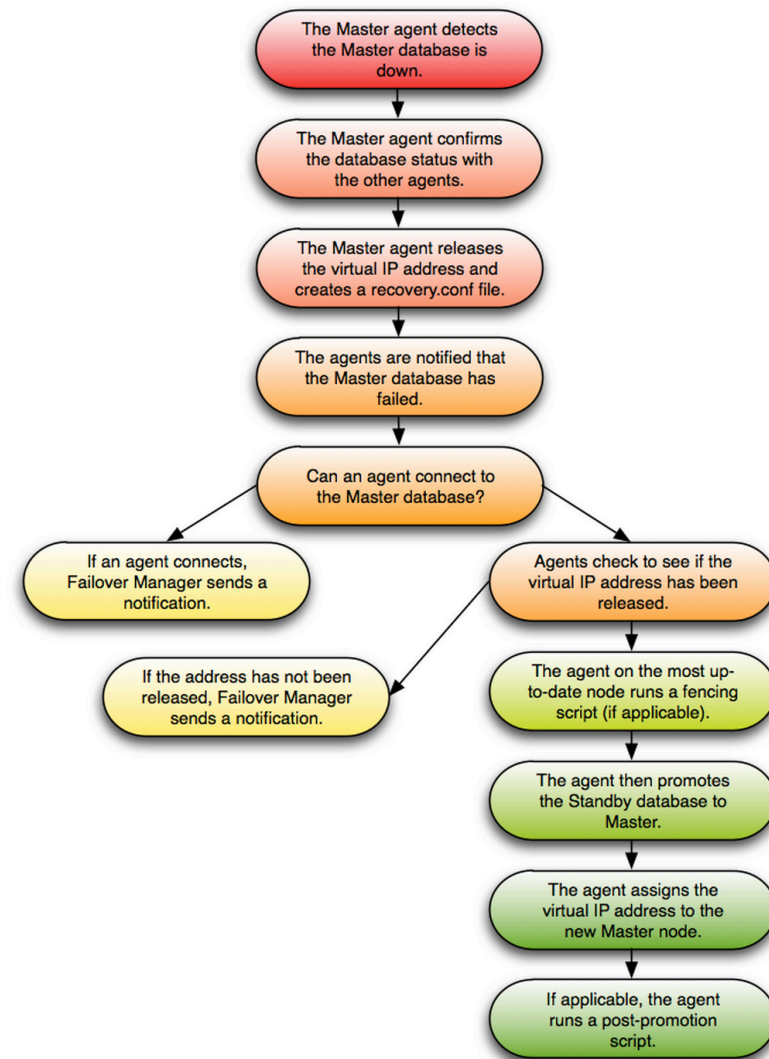 The Master agent detects
the Master database is
down.
The Master agent confirms
the database status with
the other agents.
The Master agent releases
the virtual IP address and
creates a recovery.conf file.
The agents are notified that
the Master database has
failed.
Can an agent connect to
the Master database?
If an agent connects,
Failover Manager sends a
notification.
Agents check to see if the
virtual IP address has been
released.
If the address has not been
released, Failover Manager
sends a notification.
The agent on the most up-
to-date node runs a fencing
script (if applicable).
The agent then promotes
the Standby database to
Master.
The agent assigns the
virtual IP address to the
new Master node.
If applicable, the agent
runs a post-promotion
script.